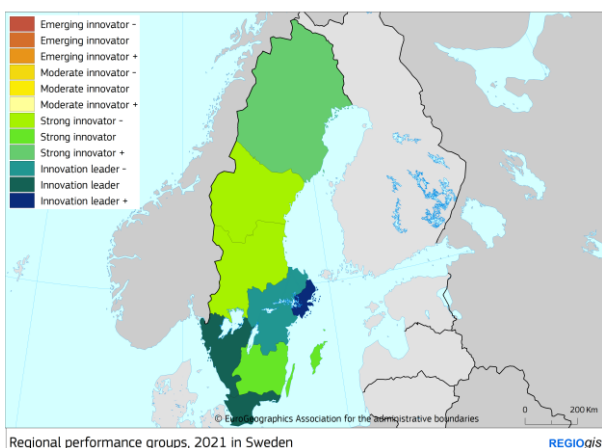 Emerging innovator -
Emerging innovator
Emerging innovator +
Moderate innovator -
Moderate innovator
Moderate innovator +
Strong innovator -
Strong innovator
Strong innovator +
Innovation leader -
Innovation leader
Innovation leader +
© EuroGeographics Association for the administrative boundaries
0 200 Km
Regional performance groups, 2021 in Sweden
REGIOgis